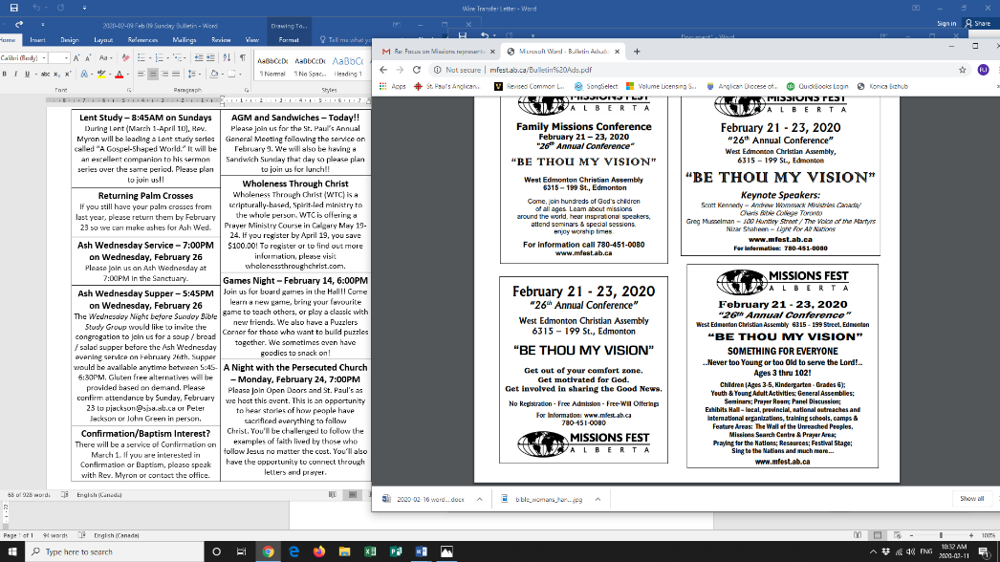 Wire Transfer Letter - Word
2020-02-09 Feb 09 Sunday Bulletin - Word
Drawing To...
Sign in
Share
Home
Insert
Design
Layout
References
Mailings
Review
View
Format
Tell me what
Document1 - Word
Calibri (Body)
AaBbCcDc
AaBbCcDc
AaBbC
¶ Normal
¶ No Spac...
Heading 1
Font
Paragraph
Styles
Lent Study – 8:45AM on Sundays
During Lent (March 1-April 10), Rev.
Myron will be leading a Lent study series
called “A Gospel-Shaped World.” It will be
an excellent companion to his sermon
series over the same period. Please plan
to join us!!
Returning Palm Crosses
If you still have your palm crosses from
last year, please return them by February
23 so we can make ashes for Ash Wed.
Ash Wednesday Service – 7:00PM
on Wednesday, February 26
Please join us on Ash Wednesday at
7:00PM in the Sanctuary.
Ash Wednesday Supper – 5:45PM
on Wednesday, February 26
The Wednesday Night before Sunday Bible
Study Group would like to invite the
congregation to join us for a soup / bread
/ salad supper before the Ash Wednesday
evening service on February 26th. Supper
would be available anytime between 5:45-
6:30PM. Gluten free alternatives will be
provided based on demand. Please
confirm attendance by Sunday, February
23 to pjackson@sjsa.ab.ca or Peter
Jackson or John Green in person.
Confirmation/Baptism Interest?
There will be a service of Confirmation on
March 1. If you are interested in
Confirmation or Baptism, please speak
with Rev. Myron or contact the office.
AGM and Sandwiches – Today!!
Please join us for the St. Paul’s Annual
General Meeting following the service on
February 9. We will also be having a
Sandwich Sunday that day so please plan
to join us for lunch!!
Wholeness Through Christ
Wholeness Through Christ (WTC) is a
scripturally-based, Spirit-led ministry to
the whole person. WTC is offering a
Prayer Ministry Course in Calgary May 19-
24. If you register by April 19, you save
$100.00! To register or to find out more
information, please visit
wholenessthroughchrist.com.
Games Night – February 14, 6:00PM
Join us for board games in the Hall!! Come
learn a new game, bring your favourite
game to teach others, or play a classic with
new friends. We also have a Puzzlers
Corner for those who want to build puzzles
together. We sometimes even have
goodies to snack on!
A Night with the Persecuted Church
– Monday, February 24, 7:00PM
Please Join Open Doors and St. Paul’s as
we host this event. This is an opportunity
to hear stories of how people have
sacrificed everything to follow
Christ. You’ll be challenged to follow the
examples of faith lived by those who
follow Jesus no matter the cost. You’ll also
have the opportunity to connect through
letters and prayer.
68 of 928 words
English (Canada)
Re: Focus on Missions represent
Microsoft Word - Bulletin Ads.do
Not secure | mfest.ab.ca/Bulletin%20Ads.pdf
RJ
Apps
St. Paul's Anglican...
Revised Common L...
SongSelect
Volume Licensing S...
Anglican Diocese of...
QuickBooks Login
Konica Bizhub
MISSIONS FEST
ALBERTA
Family Missions Conference
February 21 – 23, 2020
“26th Annual Conference”
“BE THOU MY VISION”
West Edmonton Christian Assembly
6315 – 199 St., Edmonton
Come, join hundreds of God’s children
of all ages. Learn about missions
around the world, hear inspirational speakers,
attend seminars & special sessions,
enjoy worship times.
For information call 780-451-0080
www.mfest.ab.ca
MISSIONS FEST
ALBERTA
February 21 - 23, 2020
“26th Annual Conference”
West Edmonton Christian Assembly,
6315 – 199 St., Edmonton
“BE THOU MY VISION”
Keynote Speakers:
Scott Kennedy – Andrew Wommack Ministries Canada/
Charis Bible College Toronto
Greg Musselman – 100 Huntley Street / The Voice of the Martyrs
Nizar Shaheen – Light For All Nations
www.mfest.ab.ca
For information: 780-451-0080
February 21 - 23, 2020
“26th Annual Conference”
West Edmonton Christian Assembly
6315 – 199 St., Edmonton
“BE THOU MY VISION”
Get out of your comfort zone.
Get motivated for God.
Get involved in sharing the Good News.
No Registration - Free Admission - Free-Will Offerings
For Information: www.mfest.ab.ca
780-451-0080
MISSIONS FEST
ALBERTA
MISSIONS FEST
ALBERTA
February 21 - 23, 2020
“26th Annual Conference”
West Edmonton Christian Assembly 6315 – 199 Street, Edmonton
“BE THOU MY VISION”
SOMETHING FOR EVERYONE
..Never too Young or too Old to serve the Lord!..
Ages 3 thru 102!
Children (Ages 3-5, Kindergarten - Grades 6);
Youth & Young Adult Activities; General Assemblies;
Seminars; Prayer Room; Panel Discussion;
Exhibits Hall – local, provincial, national outreaches and
international organizations, training schools, camps &
Feature Areas: The Wall of the Unreached Peoples,
Missions Search Centre & Prayer Area;
Praying for the Nations; Resources; Festival Stage;
Sing to the Nations and much more...
www.mfest.ab.ca
2020-02-16 word....docx
bible_womans_han....jpg
Show all
Page 1 of 1
94 words
English (Canada)
100%
Type here to search
ENG
10:32 AM
2020-02-11